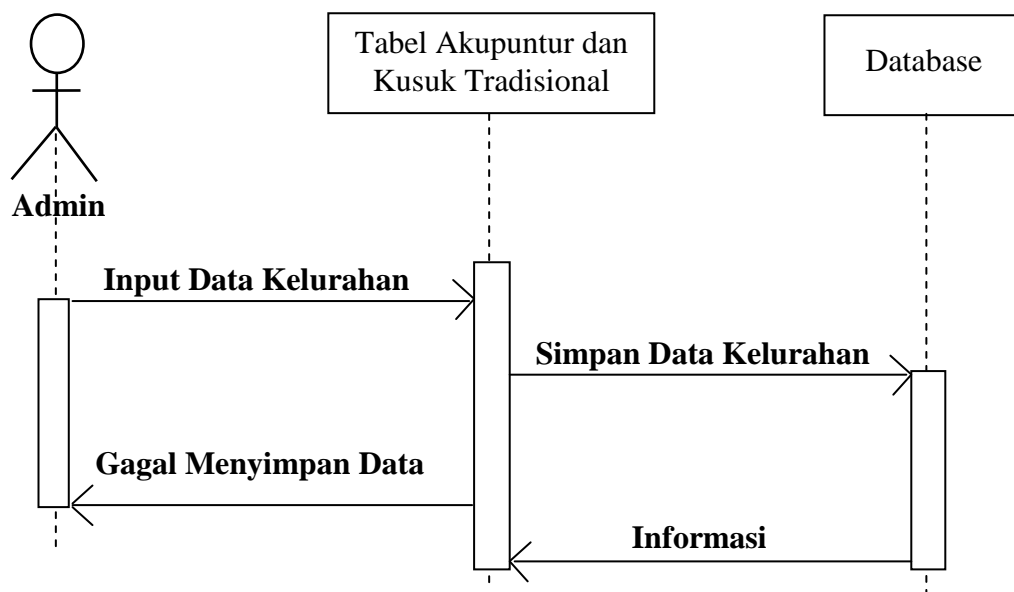 Tabel Akupuntur dan
Kusuk Tradisional
Database
Admin
Input Data Kelurahan
Simpan Data Kelurahan
Gagal Menyimpan Data
Informasi